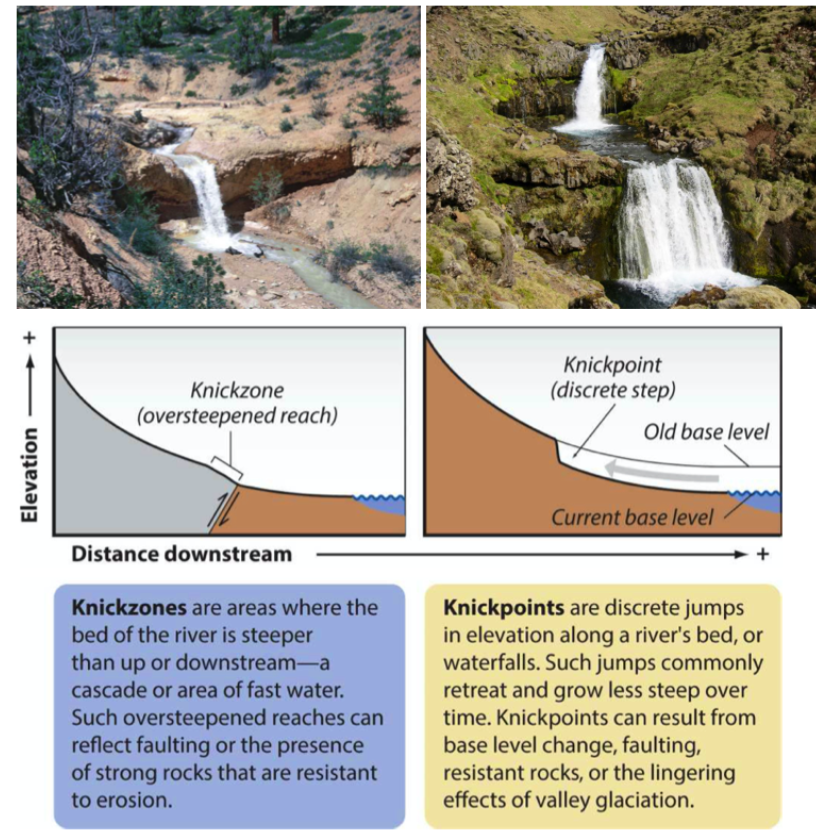 Knickzone
(oversteepened reach)
Knickpoint
(discrete step)
Old base level
Current base level
Elevation
+
Distance downstream
+
Knickzones are areas where the
bed of the river is steeper
than up or downstream—a
cascade or area of fast water.
Such oversteepened reaches can
reflect faulting or the presence
of strong rocks that are resistant
to erosion.
Knickpoints are discrete jumps
in elevation along a river's bed, or
waterfalls. Such jumps commonly
retreat and grow less steep over
time. Knickpoints can result from
base level change, faulting,
resistant rocks, or the lingering
effects of valley glaciation.